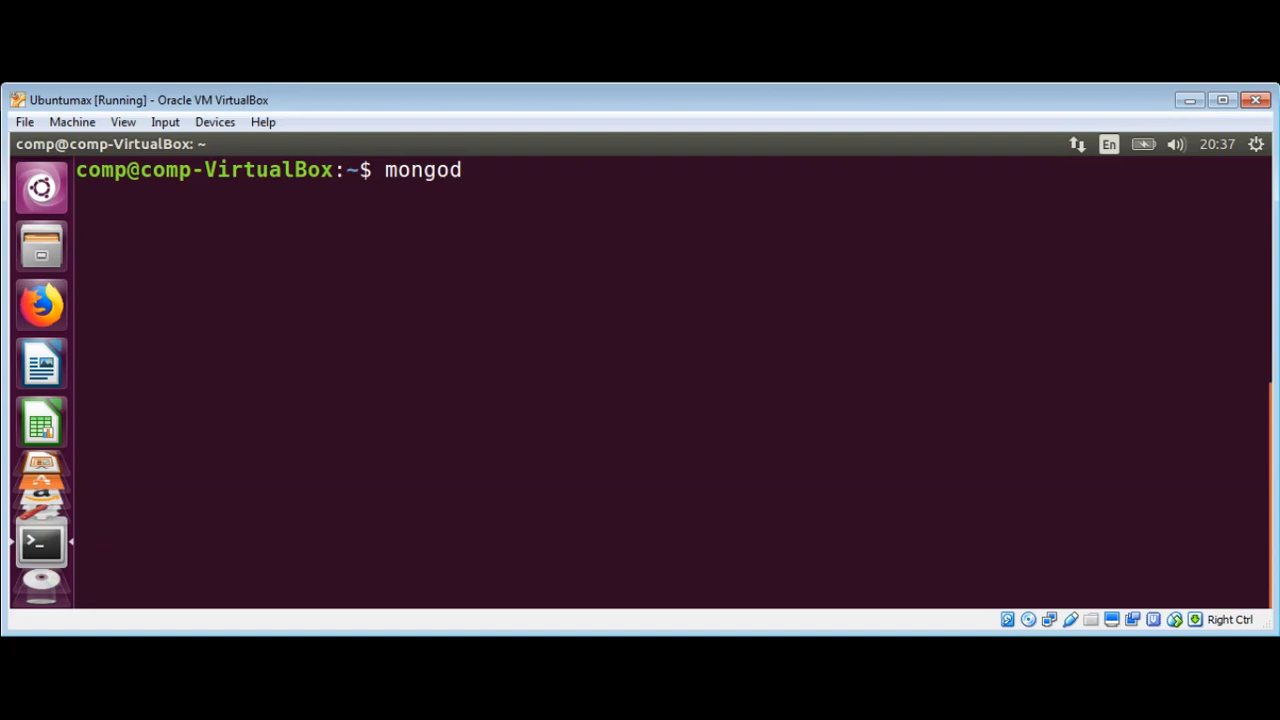 Ubuntumax [Running] - Oracle VM VirtualBox
File Machine View Input Devices Help
comp@comp-VirtualBox: ~ En 20:37
comp@comp-VirtualBox:~$ mongod
>_
Right Ctrl